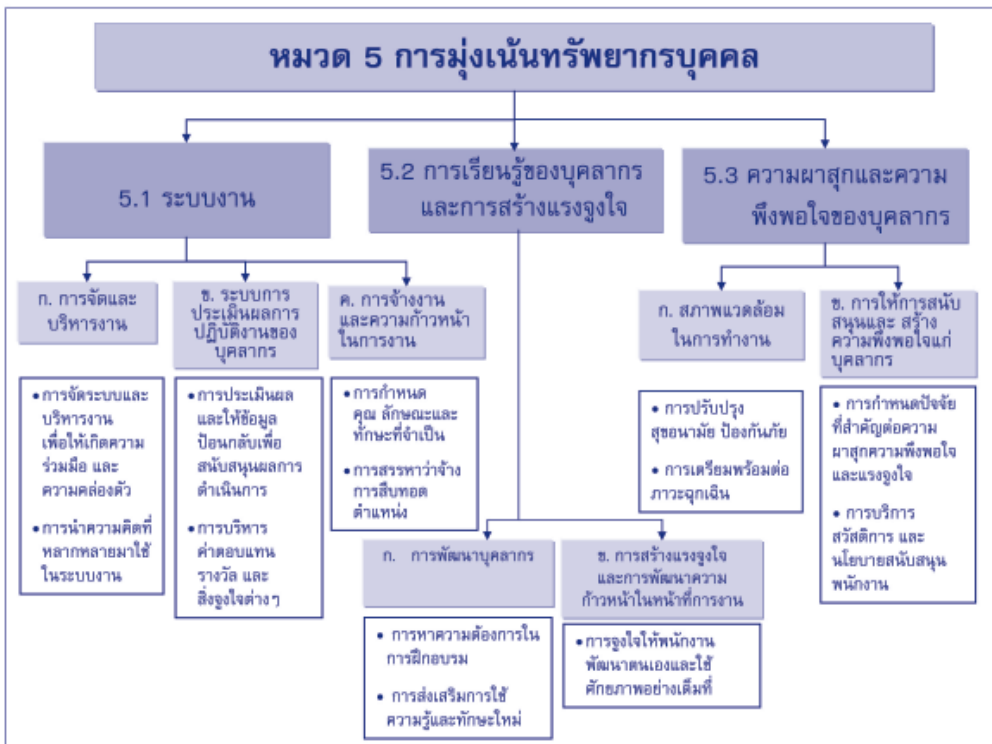 หมวด 5 การมุ่งเน้นทรัพยากรบุคคล
5.1 ระบบงาน
ก. การจัดและ
บริหารงาน
•การจัดระบบและ
บริหารงาน
เพื่อให้เกิดความ
ร่วมมือ และ
ความคล่องตัว
•การนำความคิดที่
หลากหลายมาใช้
ในระบบงาน
ข. ระบบการ
ประเมินผลการ
ปฏิบัติงานของ
บุคลากร
•การประเมินผล
และให้ข้อมูล
ป้อนกลับเพื่อ
สนับสนุนผลการ
ดำเนินการ
•การบริหาร
ค่าตอบแทน
รางวัล และ
สิ่งจูงใจต่างๆ
ค. การจ้างงาน
และความก้าวหน้า
ในการงาน
•การกำหนด
คุณ ลักษณะและ
ทักษะที่จำเป็น
•การสรรหาว่าจ้าง
การสืบทอด
ตำแหน่ง
5.2 การเรียนรู้ของบุคลากร
และการสร้างแรงจูงใจ
ก. การพัฒนาบุคลากร
• การหาความต้องการใน
การฝึกอบรม
• การส่งเสริมการใช้
ความรู้และทักษะใหม่
ข. การสร้างแรงจูงใจ
และการพัฒนาความ
ก้าวหน้าในหน้าที่การงาน
•การจูงใจให้พนักงาน
พัฒนาตนเองและใช้
ศักยภาพอย่างเต็มที่
5.3 ความผาสุกและความ
พึงพอใจของบุคลากร
ก. สภาพแวดล้อม
ในการทำงาน
• การปรับปรุง
สุขอนามัย ป้องกันภัย
• การเตรียมพร้อมต่อ
ภาวะฉุกเฉิน
ข. การให้การสนับ
สนุนและ สร้าง
ความพึงพอใจแก่
บุคลากร
• การกำหนดปัจจัย
ที่สำคัญต่อความ
ผาสุกความพึงพอใจ
และแรงจูงใจ
• การบริการ
สวัสดิการ และ
นโยบายสนับสนุน
พนักงาน